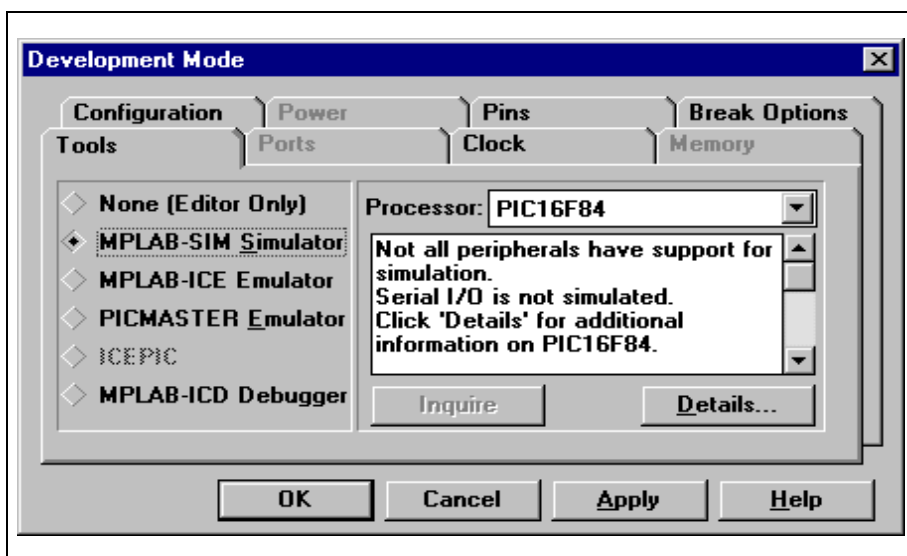 Development Mode
Configuration Power Pins Break Options
Tools Ports Clock Memory
None (Editor Only)
MPLAB-SIM Simulator
MPLAB-ICE Emulator
PICMASTER Emulator
ICEPIC
MPLAB-ICD Debugger
Processor: PIC16F84
Not all peripherals have support for
simulation.
Serial I/O is not simulated.
Click 'Details' for additional
information on PIC16F84.
Inquire Details...
OK Cancel Apply Help